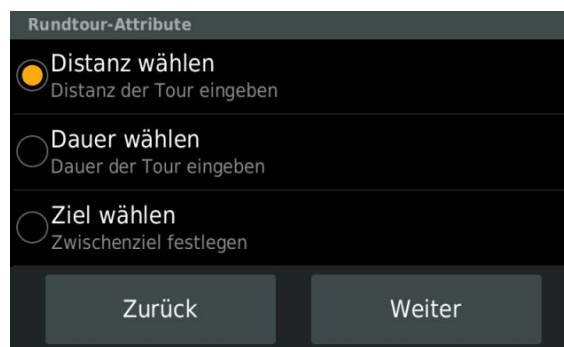 Rundtour-Attribute
Distanz wählen
Distanz der Tour eingeben
Dauer wählen
Dauer der Tour eingeben
Ziel wählen
Zwischenziel festlegen
Zurück
Weiter